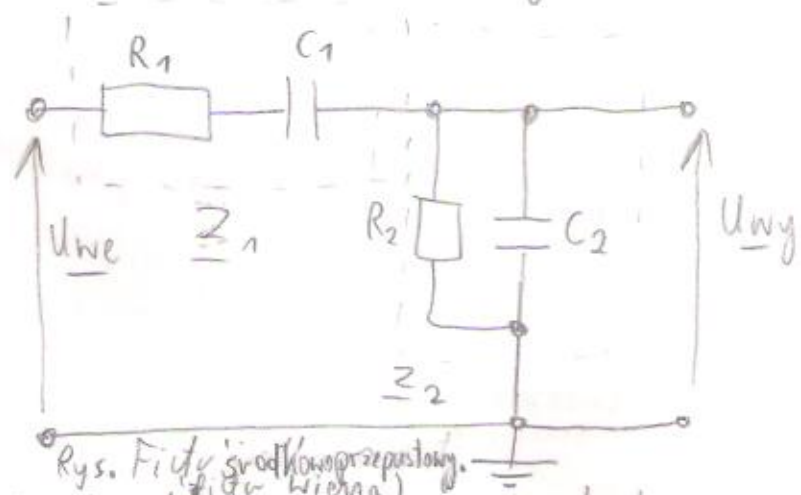 R1 C1
Uwe Z1 R2 C2 Uwy
Z2
Rys. Filtr środkowoprzepustowy.
(filtr Wiena)